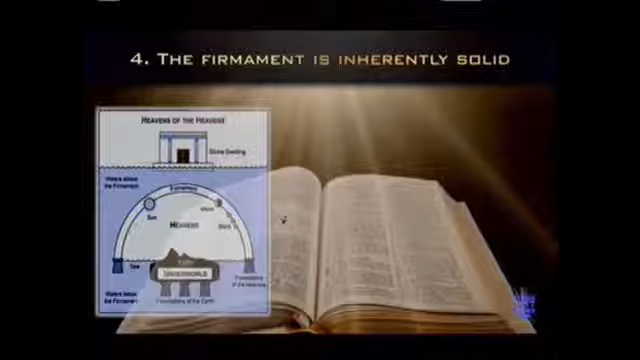 4. THE FIRMAMENT IS INHERENTLY SOLID
HEAVENS OF THE HEAVENS
Divine Dwelling
Waters above
the Firmament
Firmament
Sun
Moon
Stars
HEAVENS
Sea
Earth
UNDERWORLD
Foundations
of the Heavens
Waters below
the Firmament
Foundations of the Earth